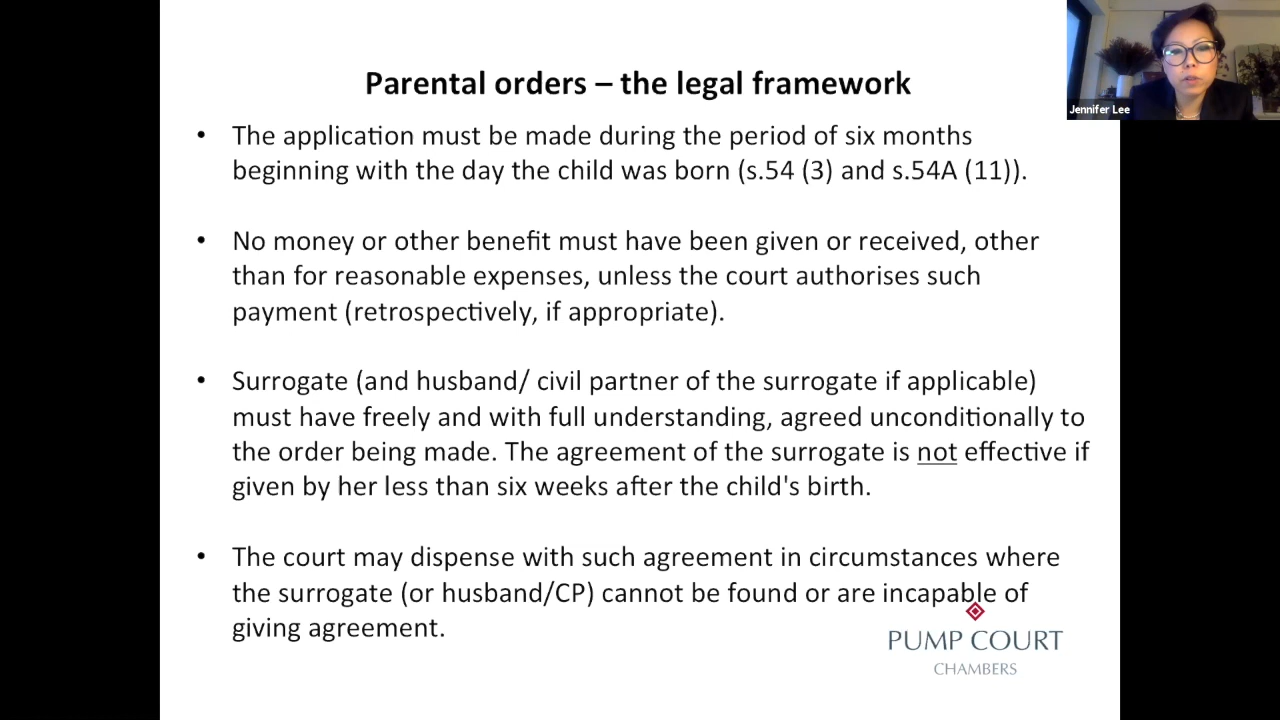 Parental orders – the legal framework
Jennifer Lee
• The application must be made during the period of six months
beginning with the day the child was born (s.54 (3) and s.54A (11)).
• No money or other benefit must have been given or received, other
than for reasonable expenses, unless the court authorises such
payment (retrospectively, if appropriate).
• Surrogate (and husband/ civil partner of the surrogate if applicable)
must have freely and with full understanding, agreed unconditionally to
the order being made. The agreement of the surrogate is not effective if
given by her less than six weeks after the child's birth.
• The court may dispense with such agreement in circumstances where
the surrogate (or husband/CP) cannot be found or are incapable of
giving agreement.
PUMP COURT
CHAMBERS